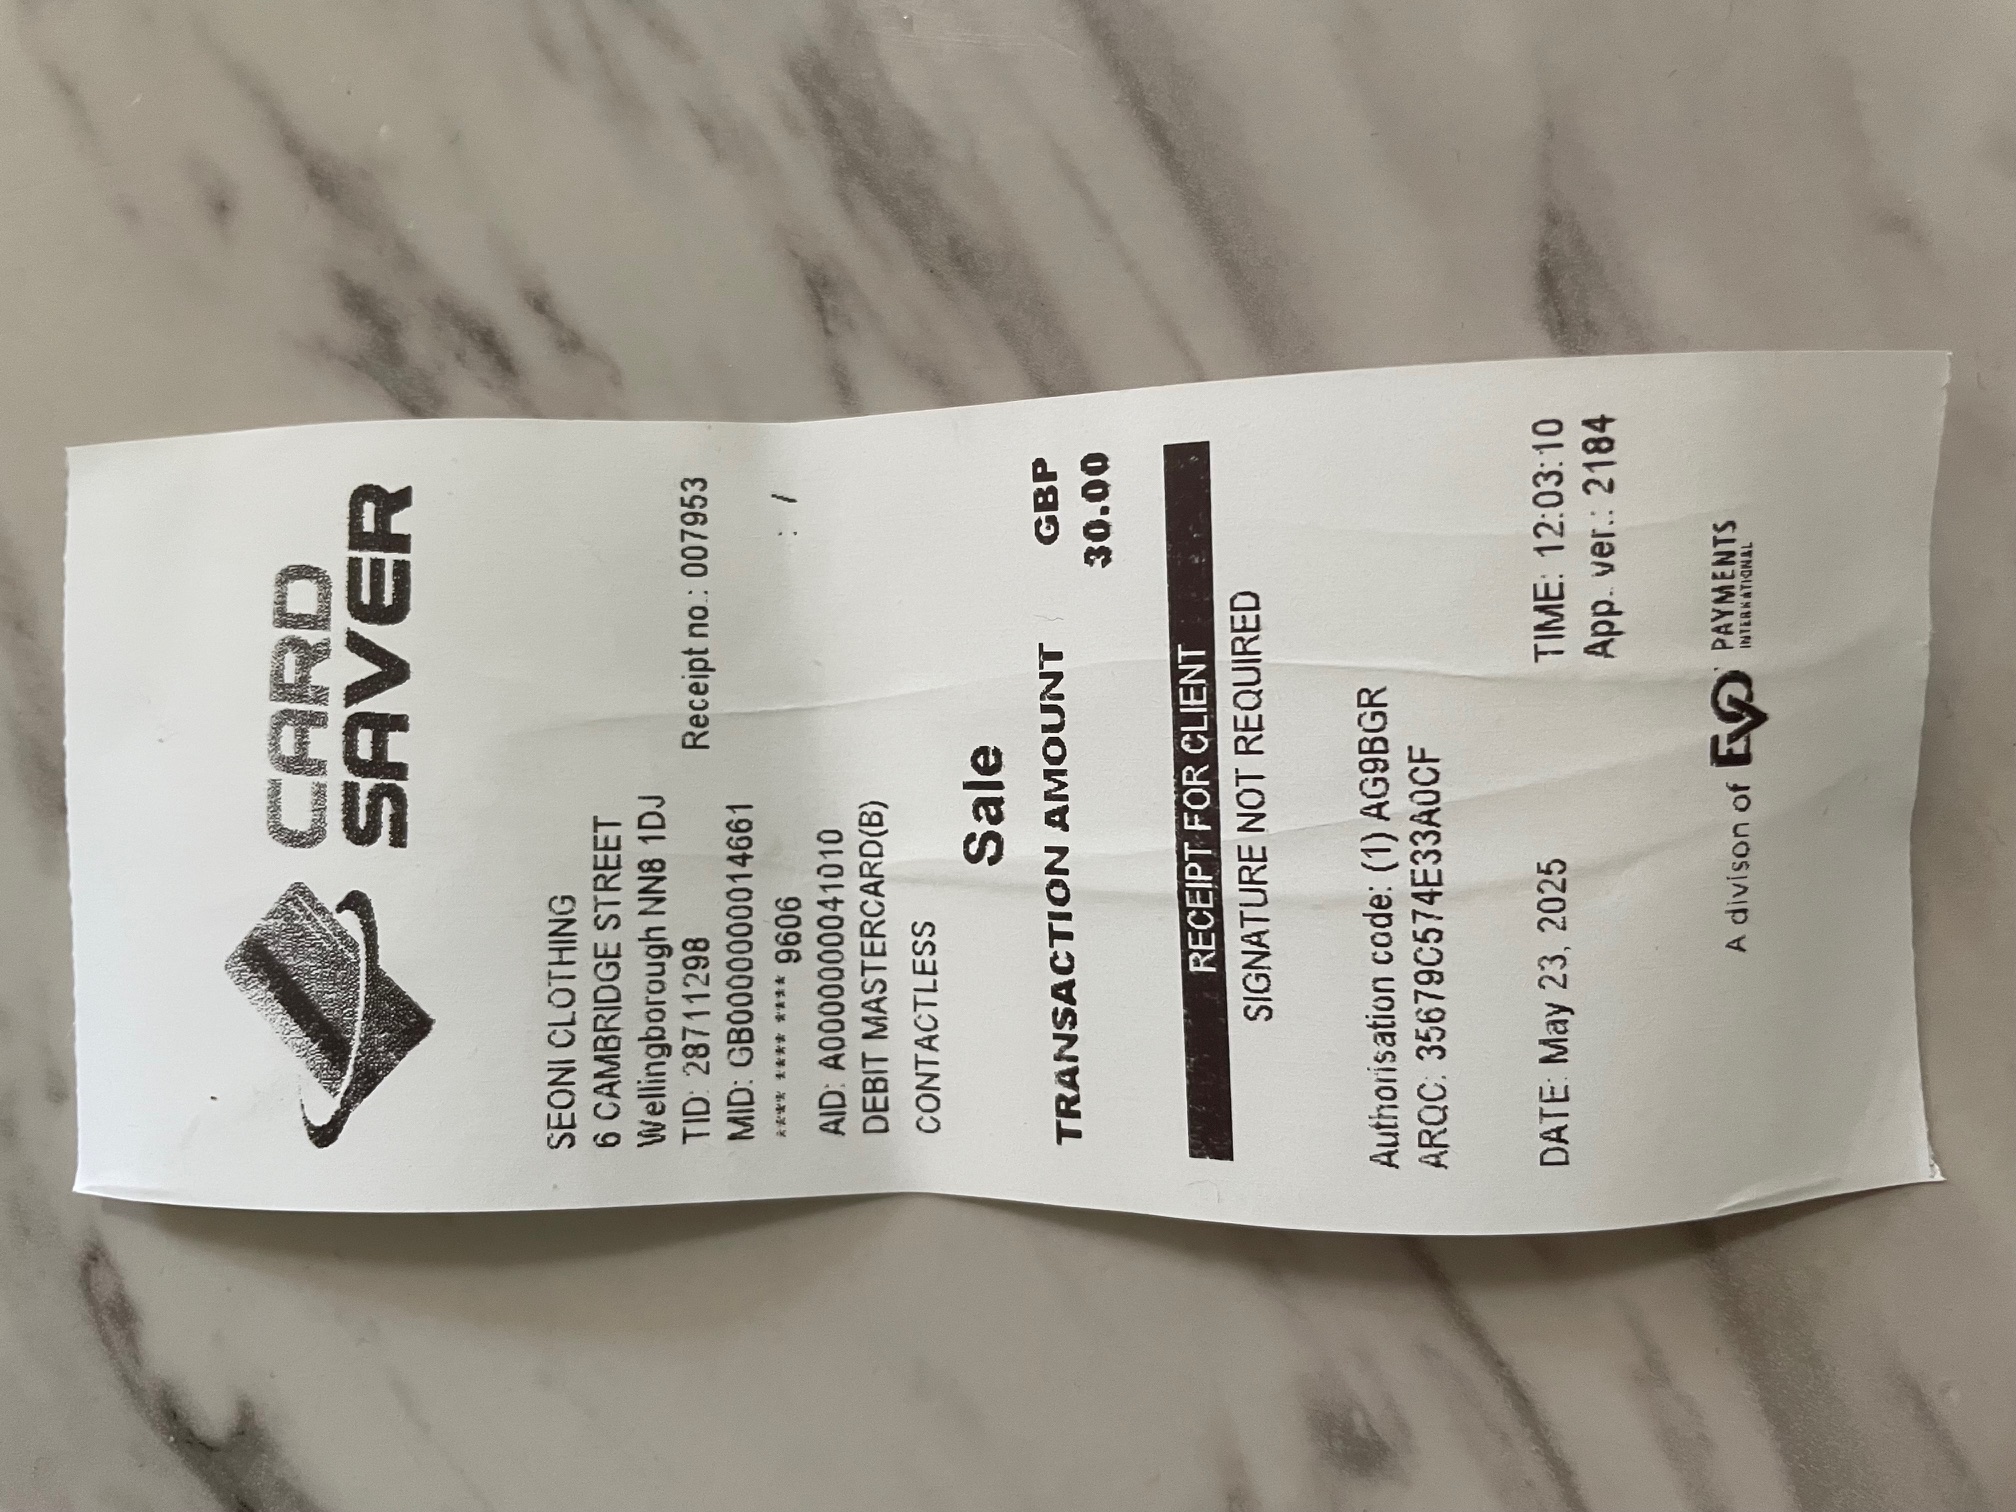 CARD
SAVER
SEONI CLOTHING
6 CAMBRIDGE STREET
Wellingborough NN8 1DJ
TID: 28711298 Receipt no.: 007953
MID: GB0000000014661
**** **** **** 9606 : /
AID: A0000000041010
DEBIT MASTERCARD(B)
CONTACTLESS
Sale
TRANSACTION AMOUNT GBP
30.00
RECEIPT FOR CLIENT
SIGNATURE NOT REQUIRED
Authorisation code: (1) AG9BGR
ARQC: 35679C574E33A0CF
DATE: May 23, 2025 TIME: 12:03:10
App. ver.: 2184
A divison of EVO PAYMENTS
INTERNATIONAL